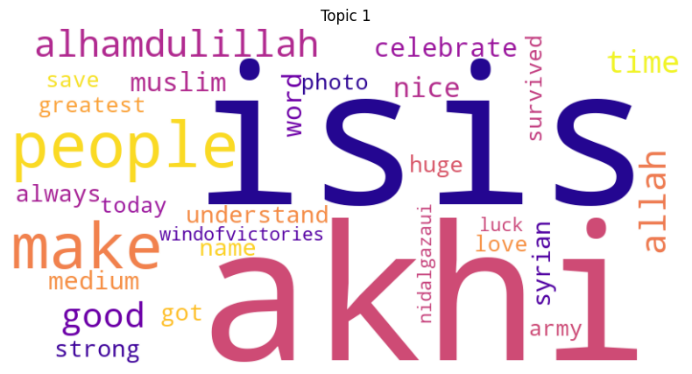 Topic 1
alhamdulillah
celebrate
time
save
muslim
word
photo
nice
survived
greatest
people
isis
huge
allah
always
today
understand
make
windofvictories
name
akhi
nidalgazaui
luck
love
syrian
medium
good
got
army
strong